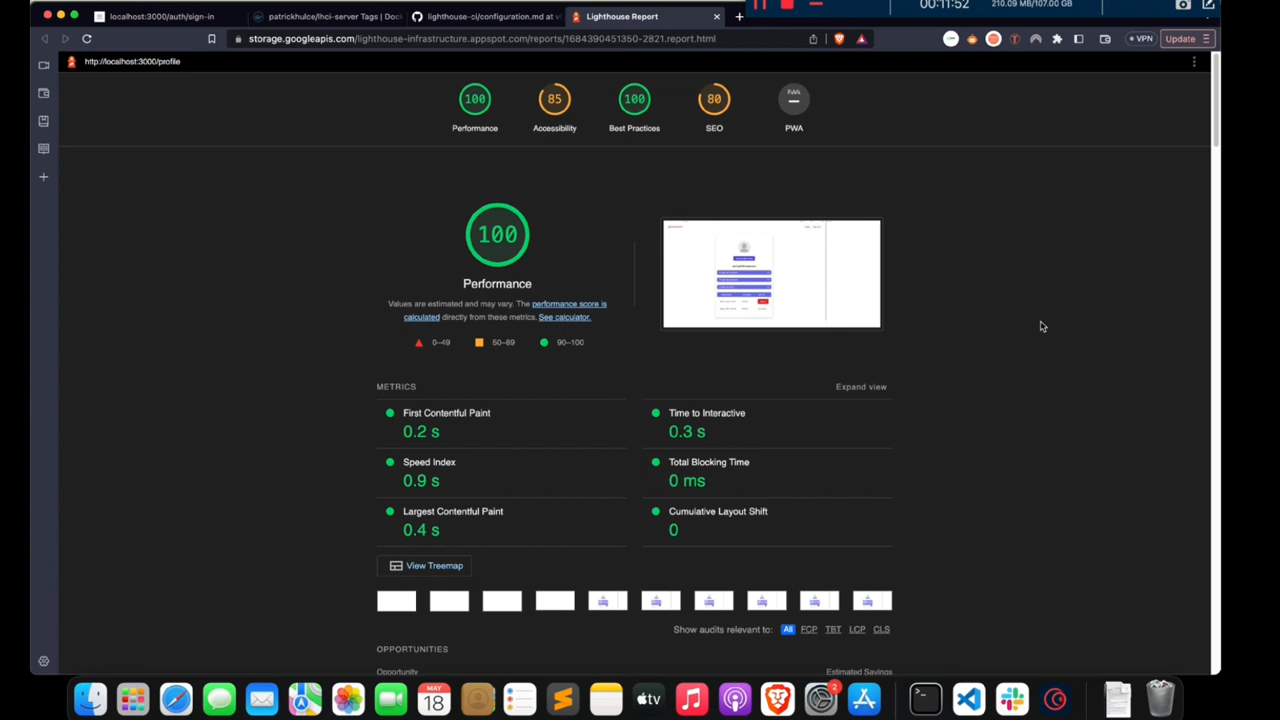 00:11:52
210.09 MB/107.00 GB
localhost:3000/auth/sign-in
patrickhulce/lhci-server Tags | Doc
lighthouse-ci/configuration.md at v
Lighthouse Report
storage.googleapis.com/lighthouse-infrastructure.appspot.com/reports/1684390451350-2821.report.html
VPN
Update
http://localhost:3000/profile
100
85
100
80
PWA
Performance
Accessibility
Best Practices
SEO
PWA
100
Performance
Values are estimated and may vary. The performance score is
calculated directly from these metrics. See calculator.
0–49
50–89
90–100
METRICS
Expand view
First Contentful Paint
0.2 s
Time to Interactive
0.3 s
Speed Index
0.9 s
Total Blocking Time
0 ms
Largest Contentful Paint
0.4 s
Cumulative Layout Shift
0
View Treemap
Show audits relevant to: All FCP TBT LCP CLS
OPPORTUNITIES
Opportunity
Estimated Savings
MAY
18
tv
2